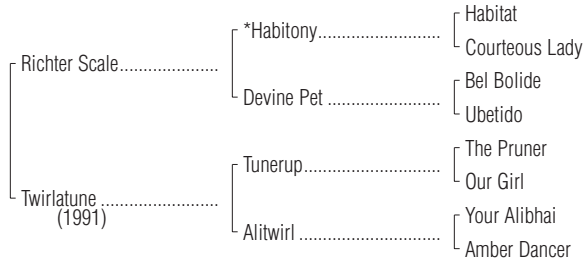 Habitat
*Habitony
Courteous Lady
Richter Scale
Bel Bolide
Devine Pet
Ubetido
The Pruner
Tunerup
Our Girl
Twirlatune
(1991)
Your Alibhai
Alitwirl
Amber Dancer